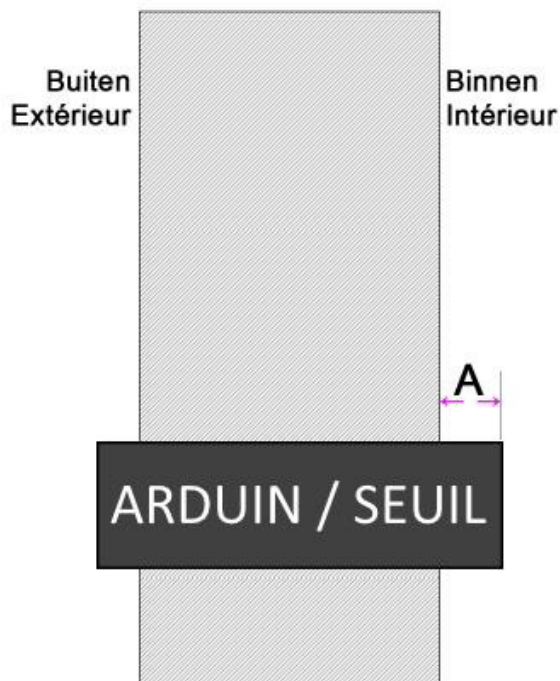 Buiten
Extérieur
Binnen
Intérieur
A
ARDUIN / SEUIL